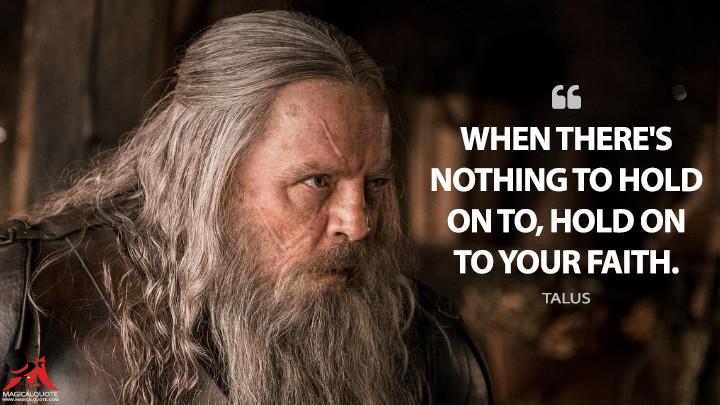 ❝
WHEN THERE'S
NOTHING TO HOLD
ON TO, HOLD ON
TO YOUR FAITH.
TALUS
MAGICALQUOTE
WWW.MAGICALQUOTE.COM